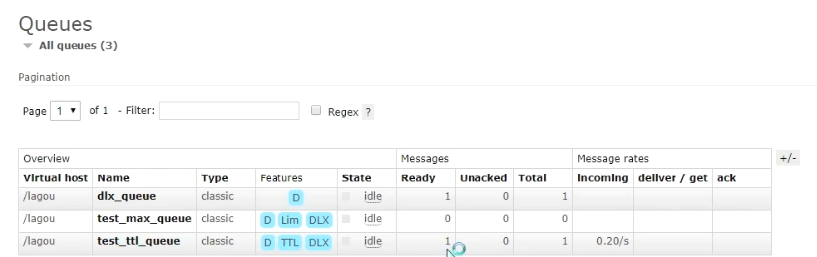 Queues
All queues (3)
Pagination
Page 1 of 1 - Filter: Regex ?
Overview Messages Message rates +/-
Virtual host Name Type Features State Ready Unacked Total incoming deliver / get ack
/lagou dlx_queue classic D idle 1 0 1
/lagou test_max_queue classic D Lim DLX idle 0 0 0
/lagou test_ttl_queue classic D TTL DLX idle 1 0 1 0.20/s